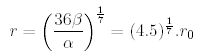 r = \left(\frac{36\beta}{\alpha}\right)^{\frac{1}{7}} = (4.5)^{\frac{1}{7}}.r_0